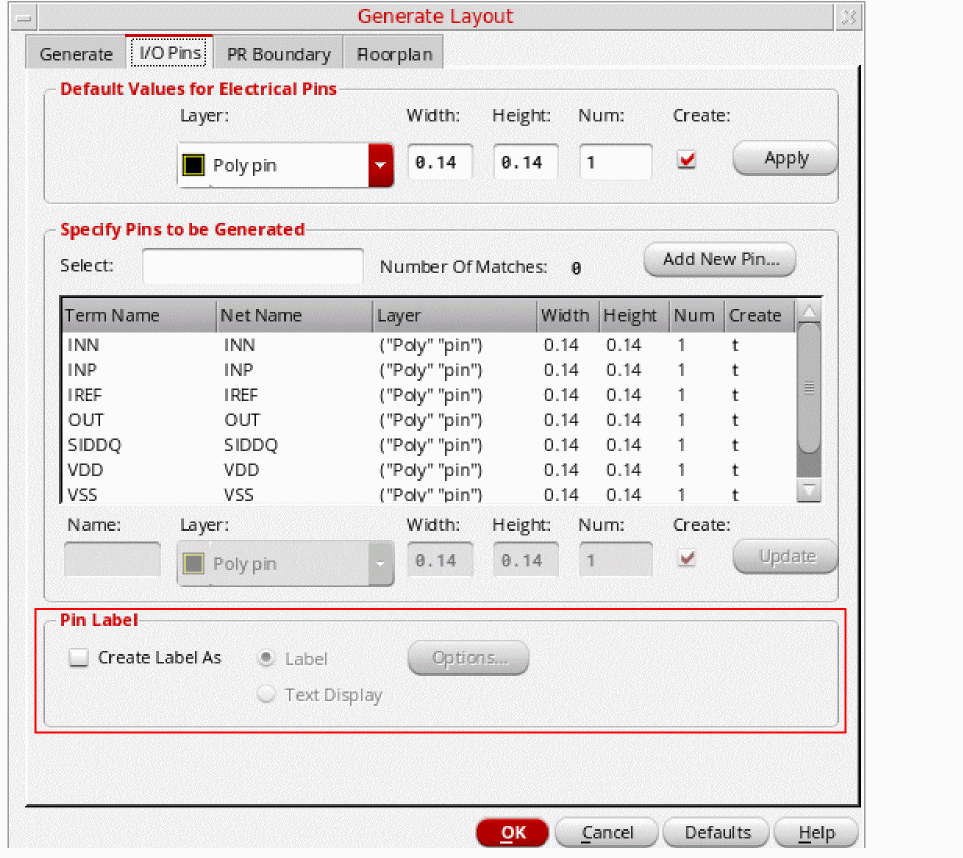 Generate Layout
Generate I/O Pins PR Boundary Floorplan
Default Values for Electrical Pins
Layer: Width: Height: Num: Create:
Poly pin 0.14 0.14 1 Apply
Specify Pins to be Generated
Select: Number Of Matches: 0 Add New Pin...
Term Name Net Name Layer Width Height Num Create
INN INN ("Poly" "pin") 0.14 0.14 1 t
INP INP ("Poly" "pin") 0.14 0.14 1 t
IREF IREF ("Poly" "pin") 0.14 0.14 1 t
OUT OUT ("Poly" "pin") 0.14 0.14 1 t
SIDDQ SIDDQ ("Poly" "pin") 0.14 0.14 1 t
VDD VDD ("Poly" "pin") 0.14 0.14 1 t
VSS VSS ("Poly" "pin") 0.14 0.14 1 t
Name: Layer: Width: Height: Num: Create:
Poly pin 0.14 0.14 1 Update
Pin Label
Create Label As Label Options...
Text Display
OK Cancel Defaults Help